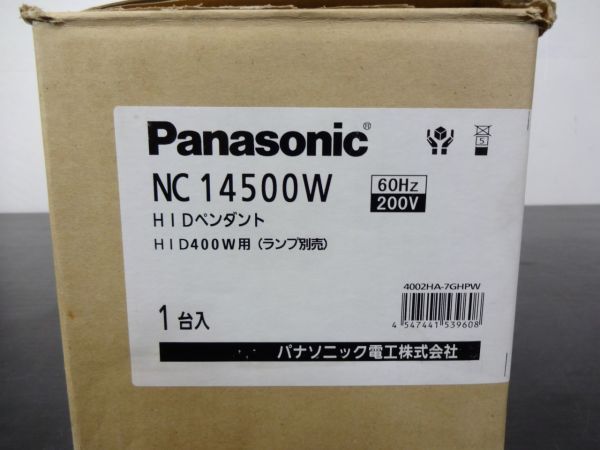 Panasonic®
NC 14500W
60Hz
200V
HIDペンダント
HID400W用 (ランプ別売)
4002HA-7GHPW
1台入
4 547441 539608
パナソニック電工株式会社
5